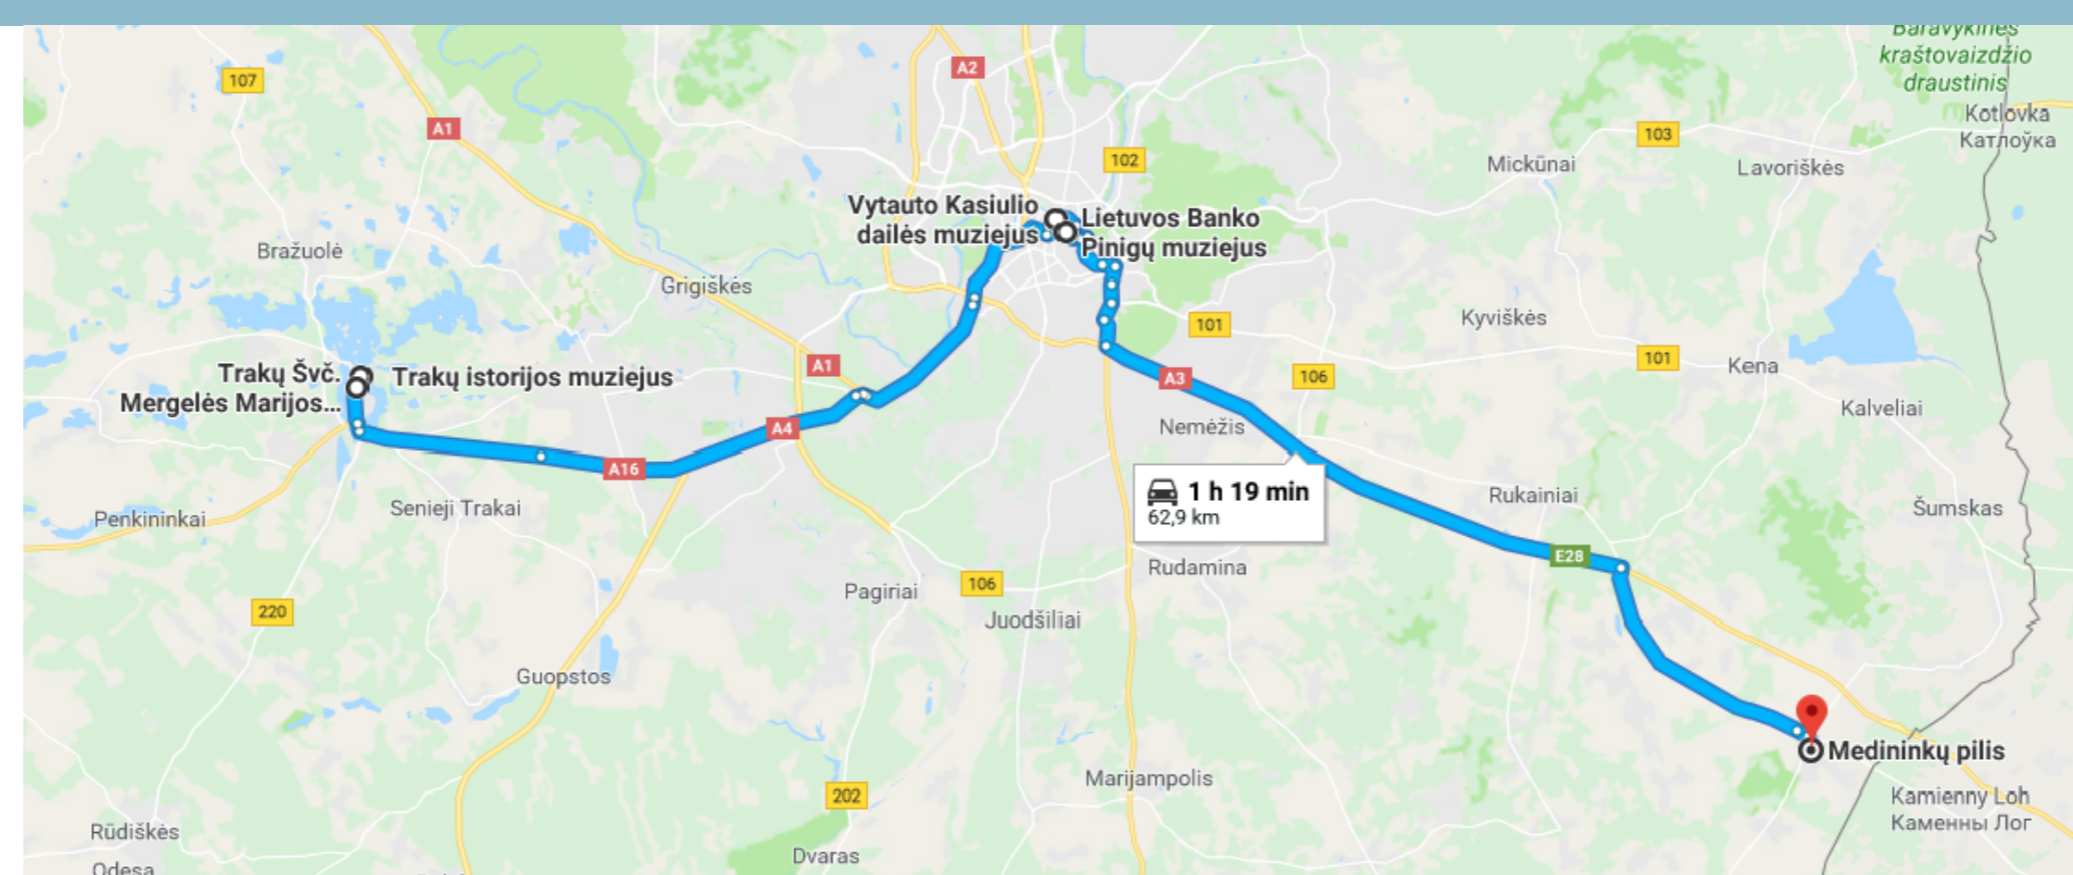 Baravykinės
kraštovaizdžio
draustinis
107
A2
Kotlovka
Катлоўка
A1
103
102
Mickūnai
Lavoriškės
Vytauto Kasiulio
dailės muziejus
Lietuvos Banko
Pinigų muziejus
Bražuolė
Grigiškės
Kyviškės
101
101
Kena
A1
A3
106
Trakų Švč.
Mergelės Marijos...
Trakų istorijos muziejus
Kalveliai
A4
Nemėžis
A16
1 h 19 min
62,9 km
Rukainiai
Senieji Trakai
Penkininkai
Šumskas
E28
Rudamina
106
Pagiriai
220
Juodšiliai
Guopstos
Medininkų pilis
Marijampolis
202
Kamienny Loh
Каменны Лог
Rūdiškės
Dvaras
Odesa